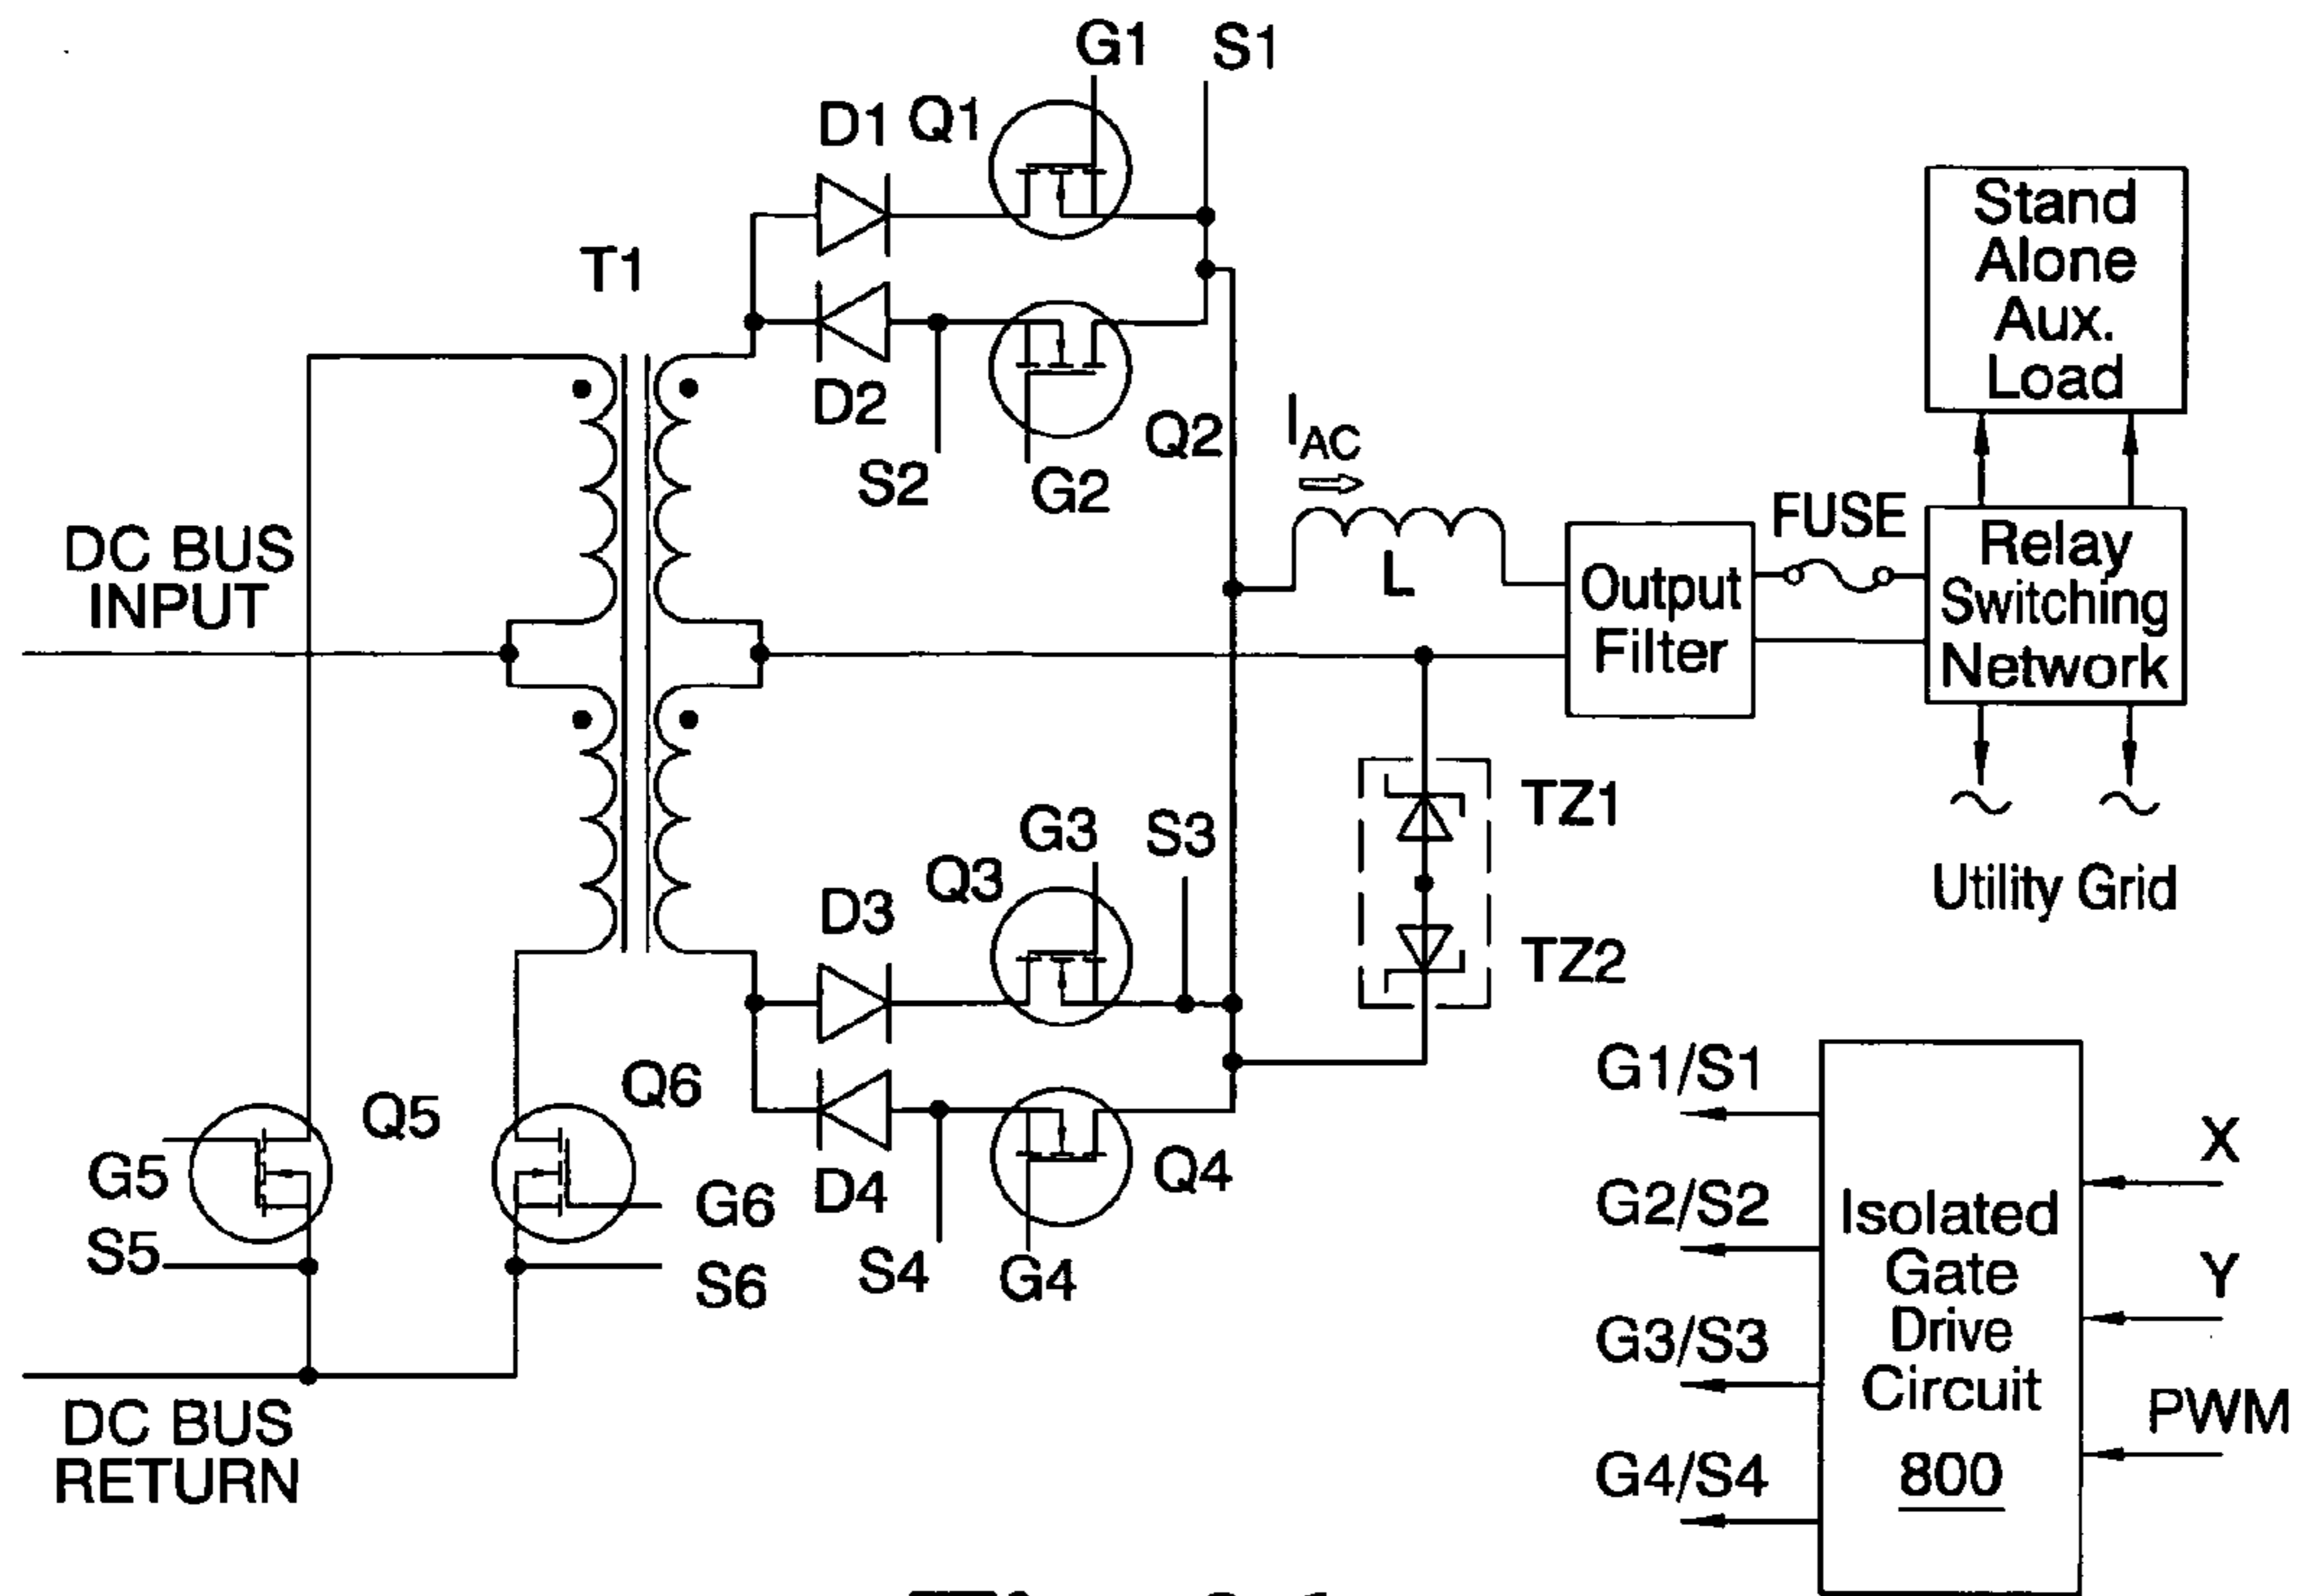 G1
S1
D1
Q1
T1
D2
Q2
S2
G2
I_AC
L
DC BUS
INPUT
Stand
Alone
Aux.
Load
FUSE
Output
Filter
Relay
Switching
Network
Utility Grid
TZ1
TZ2
G3
S3
Q3
D3
Q6
Q5
G5
S5
G6
S6
D4
Q4
S4
G4
DC BUS
RETURN
G1/S1
G2/S2
G3/S3
G4/S4
Isolated
Gate
Drive
Circuit
800
X
Y
PWM